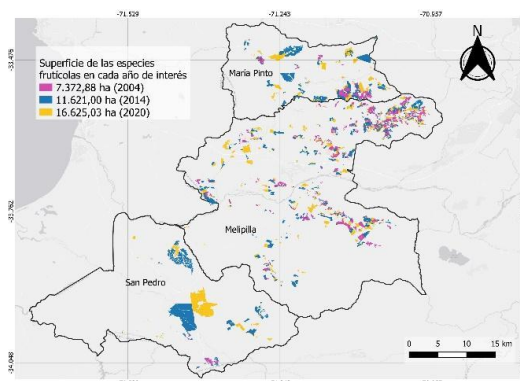 -71.529 -71.243 -70.957
N
-33.476
Superficie de las especies
frutícolas en cada año de interés
7.372,88 ha (2004)
11.621,00 ha (2014)
16.625,03 ha (2020)
María Pinto
-33.762
Melipilla
San Pedro
-34.048
0 5 10 15 km